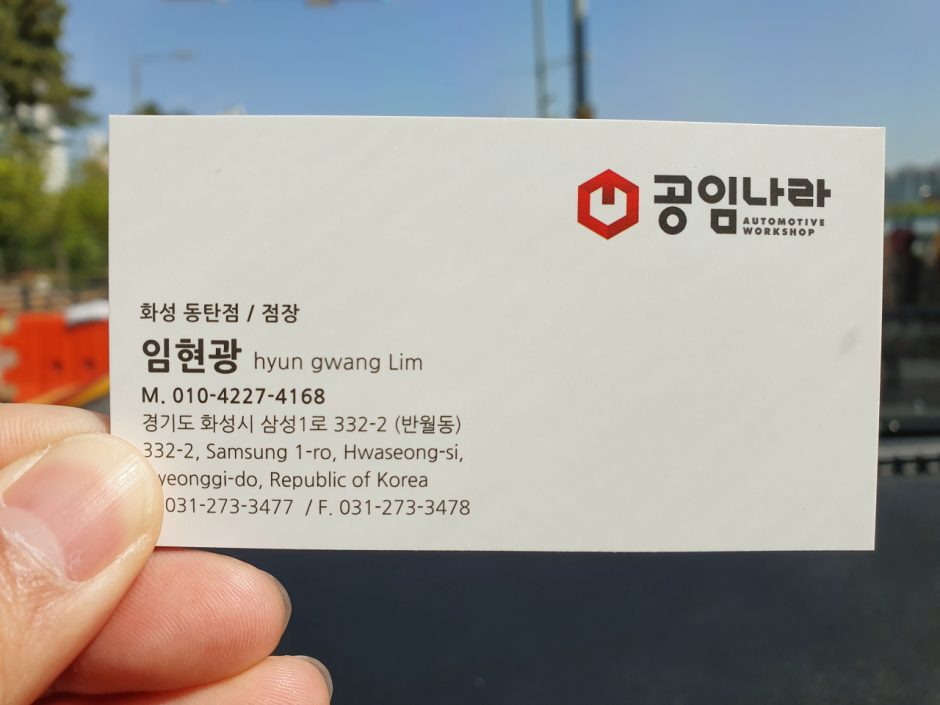 공임나라
AUTOMOTIVE
WORKSHOP
화성 동탄점 / 점장
임현광 hyun gwang Lim
M. 010-4227-4168
경기도 화성시 삼성1로 332-2 (반월동)
332-2, Samsung 1-ro, Hwaseong-si,
yeonggi-do, Republic of Korea
031-273-3477 / F. 031-273-3478